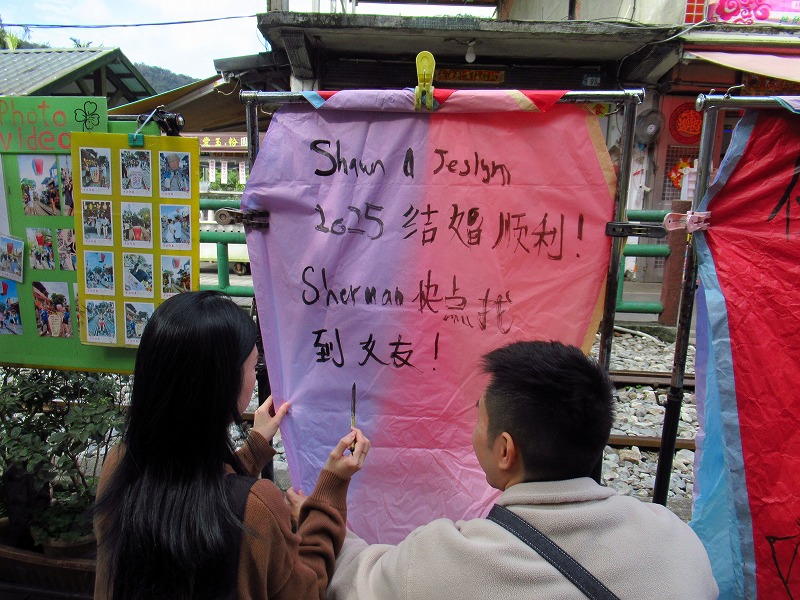 Photo
Video
Shawn n Jeslyn
2025 结婚顺利!
Sherman 快点找
到女友!